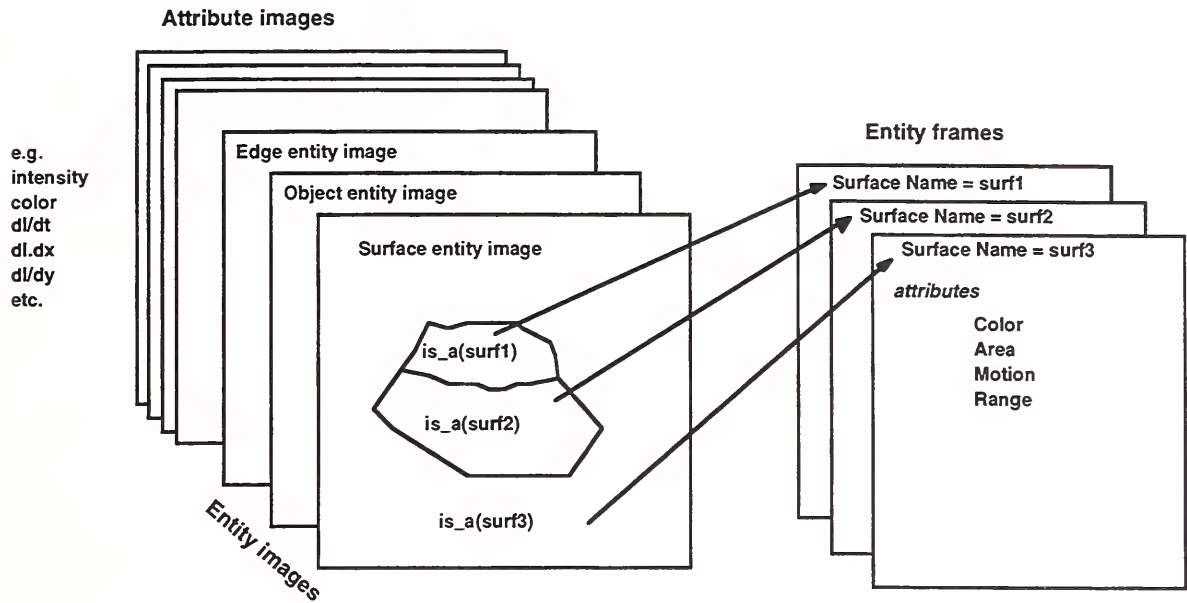 Attribute images
e.g.
intensity
color
dI/dt
dI.dx
dI/dy
etc.
Edge entity image
Object entity image
Surface entity image
is_a(surf1)
is_a(surf2)
is_a(surf3)
Entity images
Entity frames
Surface Name = surf1
Surface Name = surf2
Surface Name = surf3
attributes
Color
Area
Motion
Range